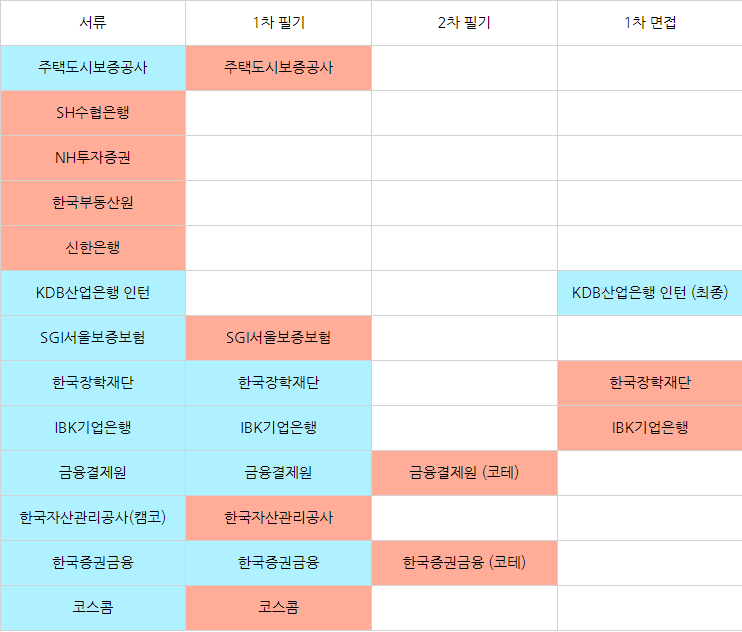 서류 1차 필기 2차 필기 1차 면접
주택도시보증공사 주택도시보증공사
SH수협은행
NH투자증권
한국부동산원
신한은행
KDB산업은행 인턴 KDB산업은행 인턴 (최종)
SGI서울보증보험 SGI서울보증보험
한국장학재단 한국장학재단 한국장학재단
IBK기업은행 IBK기업은행 IBK기업은행
금융결제원 금융결제원 금융결제원 (코테)
한국자산관리공사(캠코) 한국자산관리공사
한국증권금융 한국증권금융 한국증권금융 (코테)
코스콤 코스콤